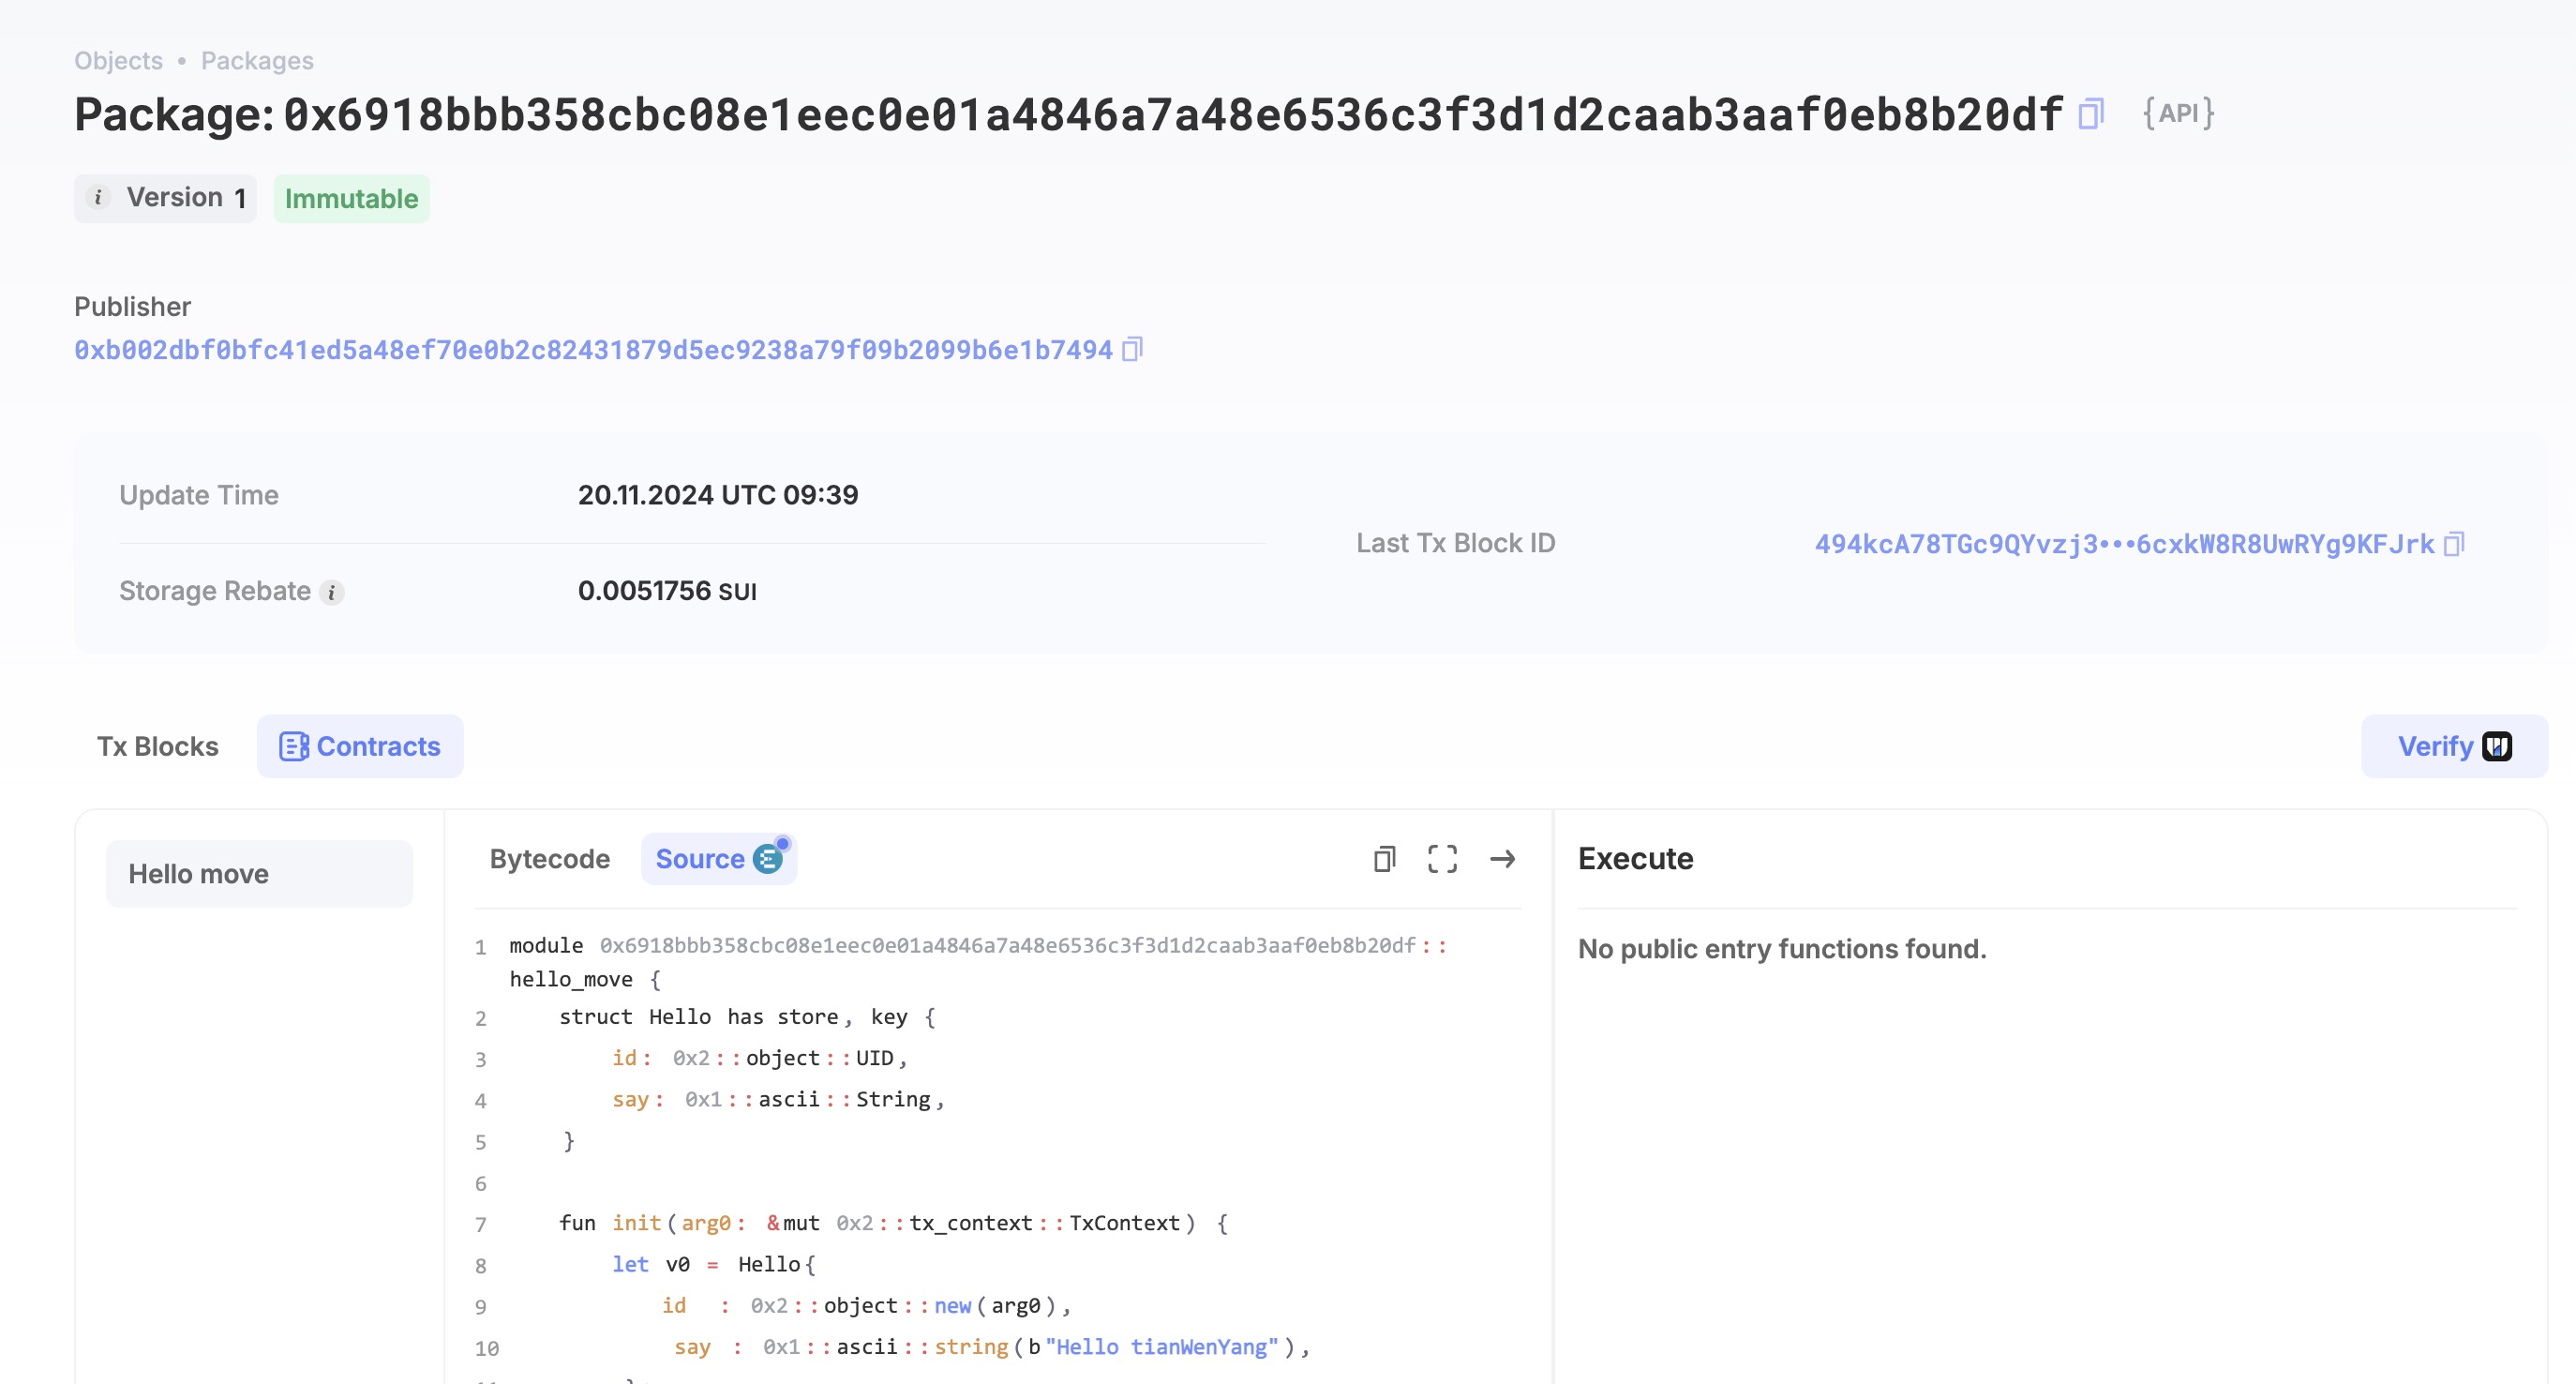 Objects • Packages
Package: 0x6918bbb358cbc08e1eec0e01a4846a7a48e6536c3f3d1d2caab3aaf0eb8b20df {API}
i Version 1 Immutable
Publisher
0xb002dbf0bfc41ed5a48ef70e0b2c82431879d5ec9238a79f09b2099b6e1b7494
Update Time 20.11.2024 UTC 09:39
Last Tx Block ID 494kcA78TGc9QYvzj3•••6cxkW8R8UwRYg9KFJrk
Storage Rebate i 0.0051756 SUI
Tx Blocks Contracts Verify
Hello move
Bytecode Source
Execute
No public entry functions found.
1 module 0x6918bbb358cbc08e1eec0e01a4846a7a48e6536c3f3d1d2caab3aaf0eb8b20df::
hello_move {
2 struct Hello has store, key {
3 id: 0x2::object::UID,
4 say: 0x1::ascii::String,
5 }
6
7 fun init(arg0: &mut 0x2::tx_context::TxContext) {
8 let v0 = Hello{
9 id : 0x2::object::new(arg0),
10 say : 0x1::ascii::string(b"Hello tianWenYang"),